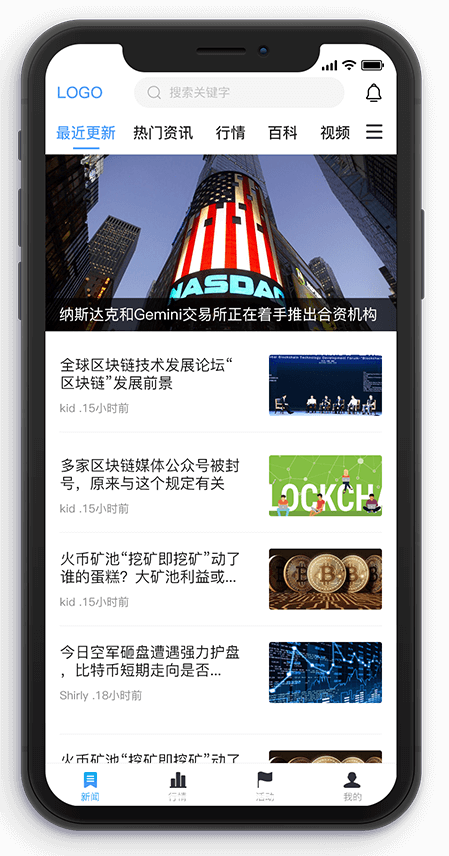 LOGO
搜索关键字
最近更新 热门资讯 行情 百科 视频
NASDAQ
纳斯达克和Gemini交易所正在着手推出合资机构
全球区块链技术发展论坛“
区块链”发展前景
kid .15小时前
多家区块链媒体公众号被封
号，原来与这个规定有关
kid .15小时前
LOCKCHA
火币矿池“挖矿即挖矿”动了
谁的蛋糕？大矿池利益或...
kid .15小时前
今日空军砸盘遭遇强力护盘
，比特币短期走向是否...
Shirly .18小时前
火币矿池“挖矿即挖矿”动了
新闻 行情 活动 我的